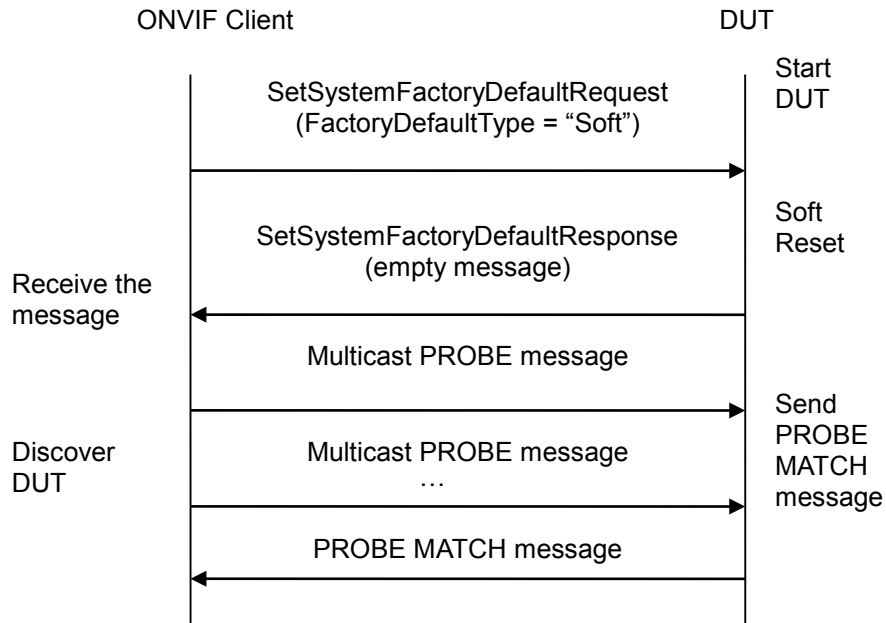 ONVIF Client
DUT
Start
DUT
SetSystemFactoryDefaultRequest
(FactoryDefaultType = “Soft”)
Soft
Reset
SetSystemFactoryDefaultResponse
(empty message)
Receive the
message
Multicast PROBE message
Send
PROBE
MATCH
message
Discover
DUT
Multicast PROBE message
…
PROBE MATCH message